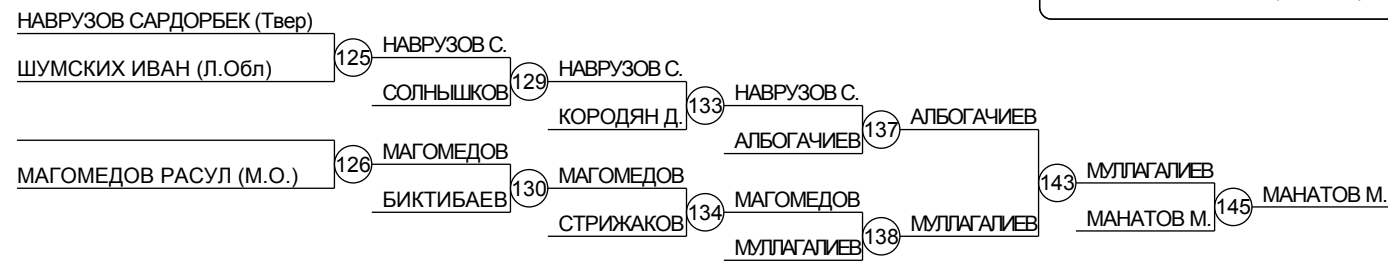 НАВРУЗОВ САРДОРБЕК (Твер)
ШУМСКИХ ИВАН (Л.Обл)
125
НАВРУЗОВ С.
СОЛНЫШКОВ
129
НАВРУЗОВ С.
КОРОДЯН Д.
133
НАВРУЗОВ С.
АЛБОГАЧИЕВ
137
АЛБОГАЧИЕВ
МАГОМЕДОВ РАСУЛ (М.О.)
126
МАГОМЕДОВ
БИКТИБАЕВ
130
МАГОМЕДОВ
СТРИЖАКОВ
134
МАГОМЕДОВ
МУЛЛАГАЛИЕВ
138
МУЛЛАГАЛИЕВ
143
МУЛЛАГАЛИЕВ
МАНАТОВ М.
145
МАНАТОВ М.